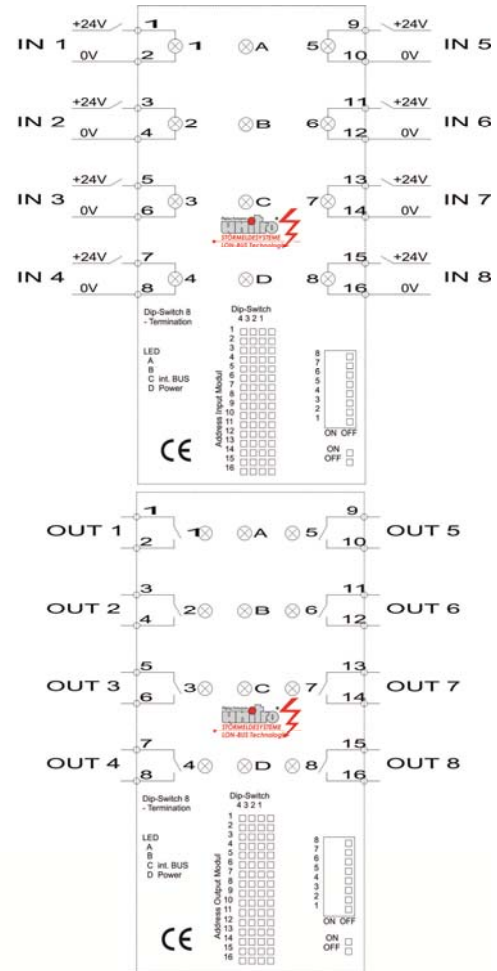 +24V 1 9 +24V
IN 1 1 A 5 IN 5
0V 2 10 0V
+24V 3 11 +24V
IN 2 2 B 6 IN 6
0V 4 12 0V
+24V 5 13 +24V
IN 3 3 C 7 IN 7
0V 6 14 0V
STÖRMELDESYSTEME
LON-BUS Technologie
+24V 7 15 +24V
IN 4 4 D 8 IN 8
0V 8 16 0V
Dip-Switch 8
- Termination
LED
A
B
C int. BUS
D Power
CE
Dip-Switch
4 3 2 1
Address Input Modul
1
2
3
4
5
6
7
8
9
10
11
12
13
14
15
16
8
7
6
5
4
3
2
1
ON OFF
ON
OFF
1 9
OUT 1 1 A 5 OUT 5
2 10
3 11
OUT 2 2 B 6 OUT 6
4 12
5 13
OUT 3 3 C 7 OUT 7
6 14
STÖRMELDESYSTEME
LON-BUS Technologie
7 15
OUT 4 4 D 8 OUT 8
8 16
Dip-Switch 8
- Termination
LED
A
B
C int. BUS
D Power
CE
Dip-Switch
4 3 2 1
Address Output Modul
1
2
3
4
5
6
7
8
9
10
11
12
13
14
15
16
8
7
6
5
4
3
2
1
ON OFF
ON
OFF